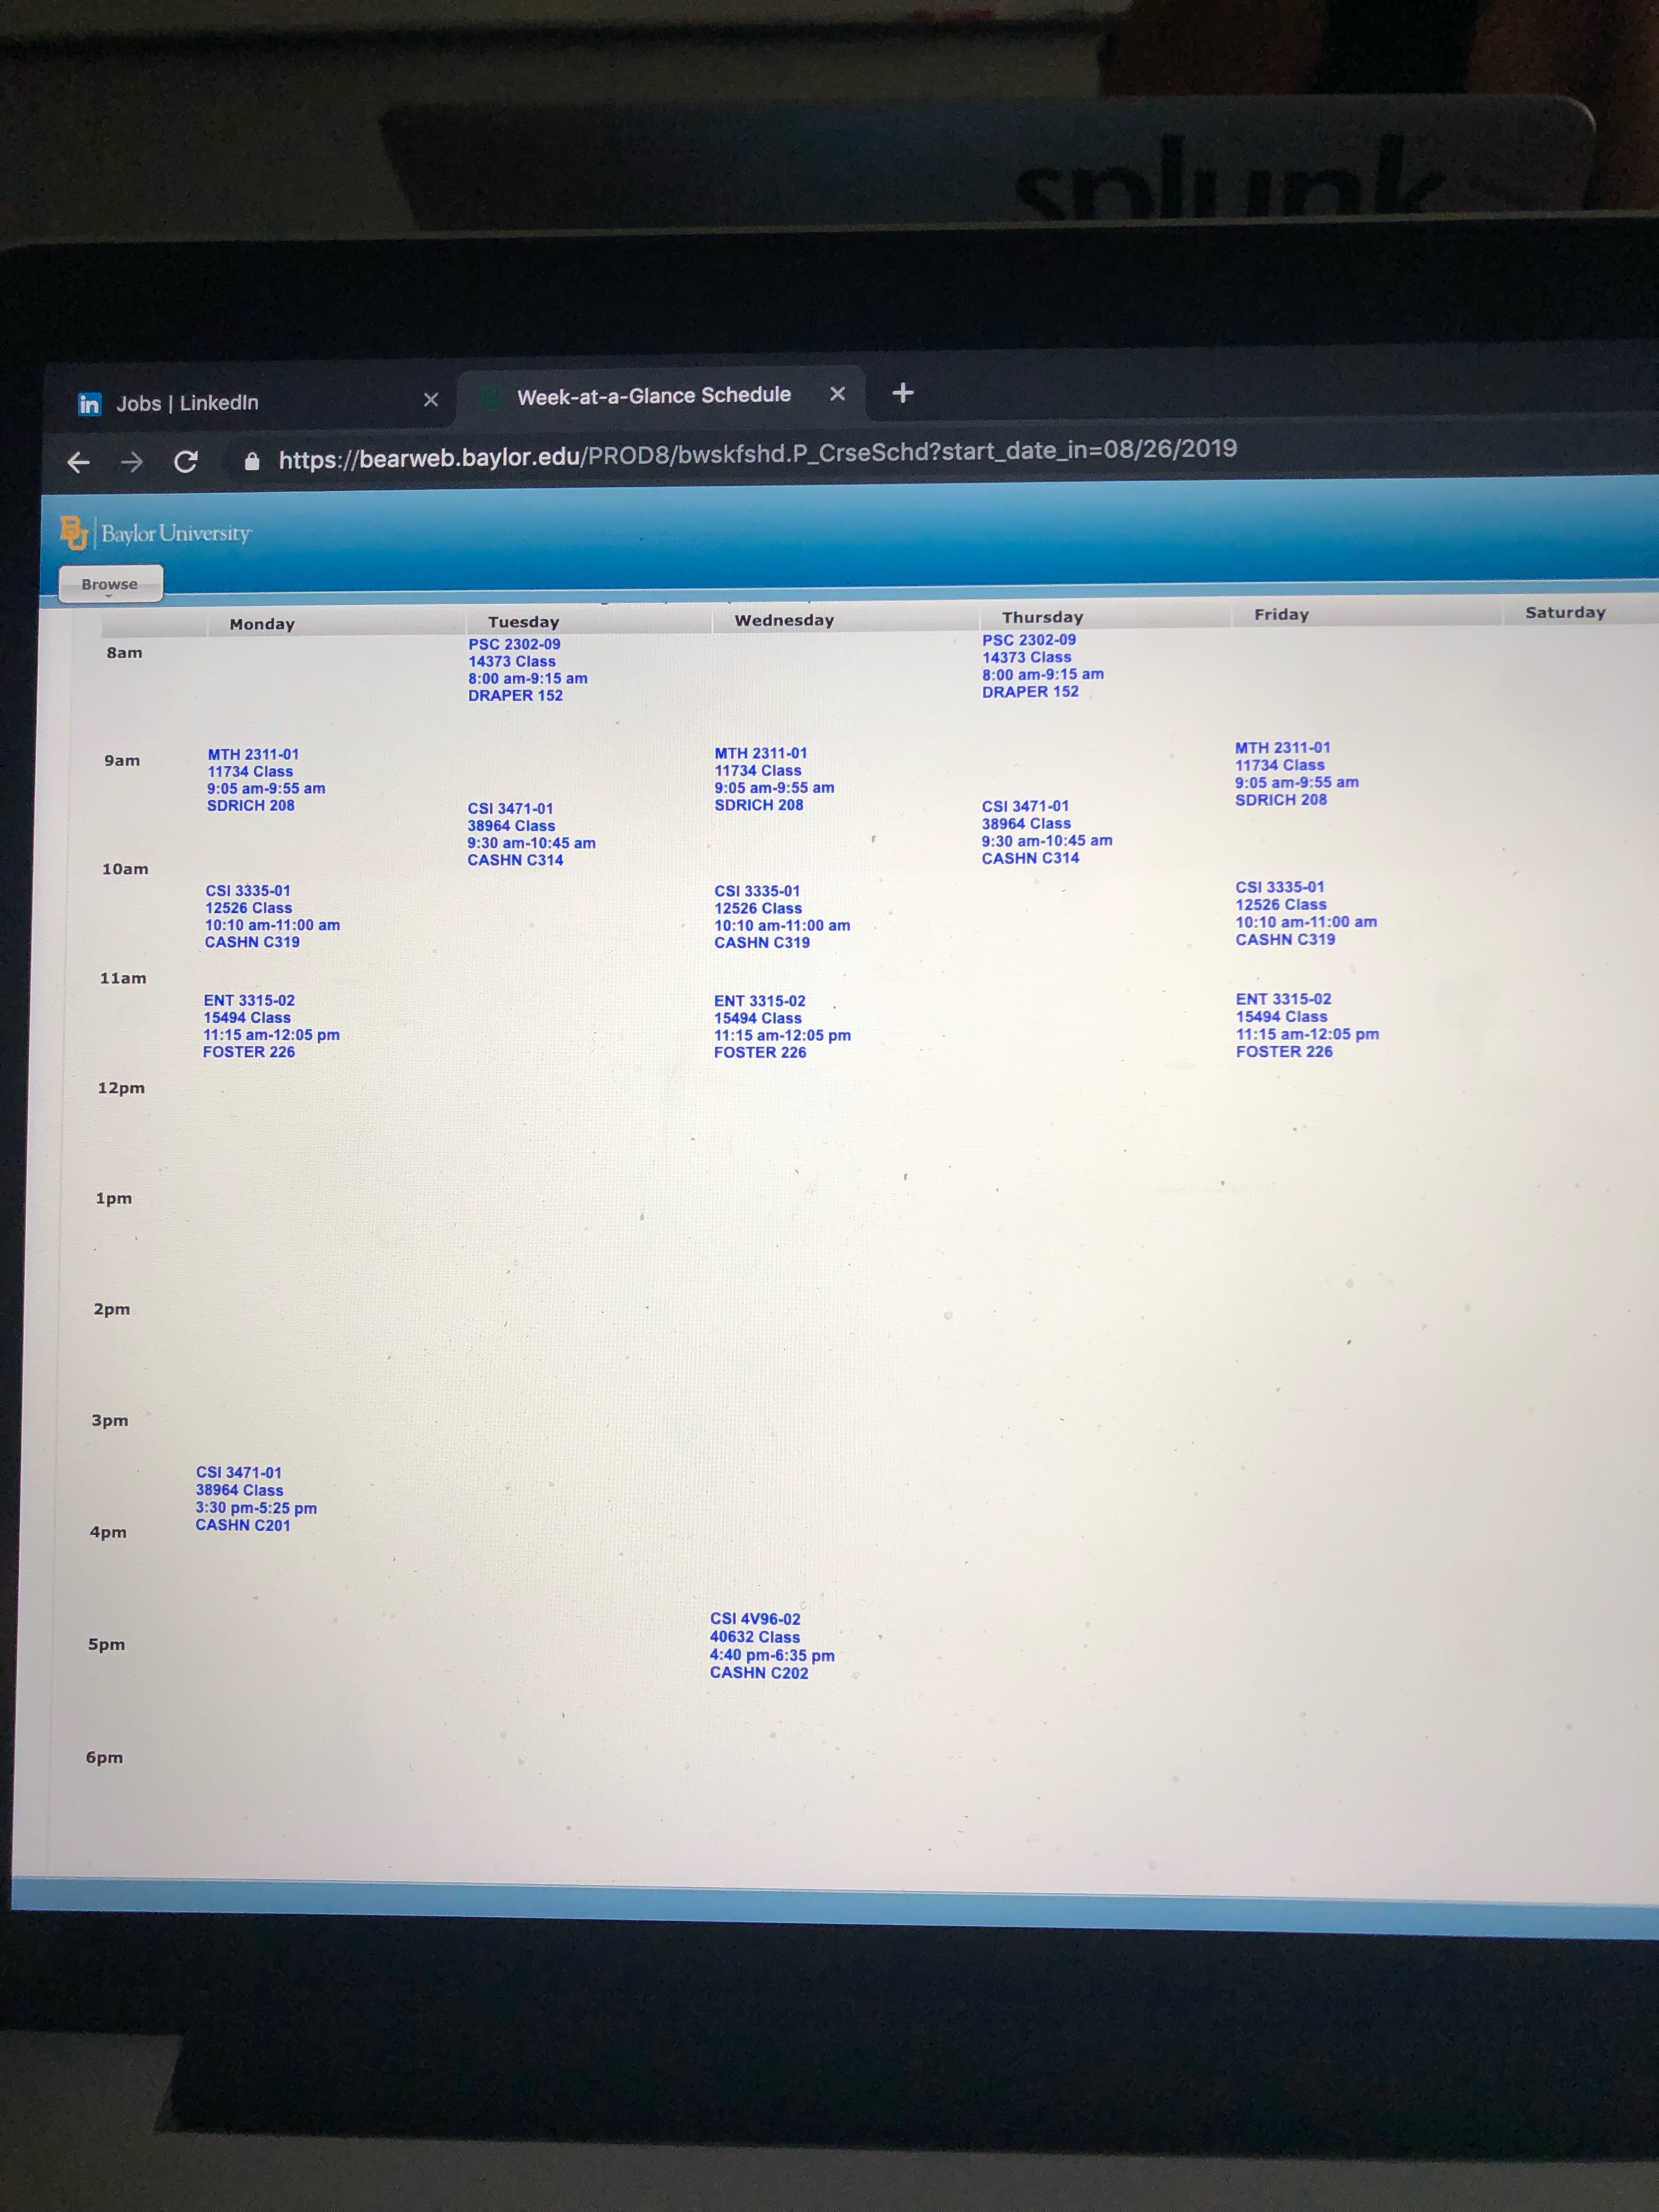 splunk
Jobs | LinkedIn
Week-at-a-Glance Schedule
https://bearweb.baylor.edu/PROD8/bwskfshd.P_CrseSchd?start_date_in=08/26/2019
BU | Baylor University
Browse
Monday Tuesday Wednesday Thursday Friday Saturday
8am
PSC 2302-09
14373 Class
8:00 am-9:15 am
DRAPER 152
PSC 2302-09
14373 Class
8:00 am-9:15 am
DRAPER 152
9am
MTH 2311-01
11734 Class
9:05 am-9:55 am
SDRICH 208
CSI 3471-01
38964 Class
9:30 am-10:45 am
CASHN C314
MTH 2311-01
11734 Class
9:05 am-9:55 am
SDRICH 208
CSI 3471-01
38964 Class
9:30 am-10:45 am
CASHN C314
MTH 2311-01
11734 Class
9:05 am-9:55 am
SDRICH 208
10am
CSI 3335-01
12526 Class
10:10 am-11:00 am
CASHN C319
CSI 3335-01
12526 Class
10:10 am-11:00 am
CASHN C319
CSI 3335-01
12526 Class
10:10 am-11:00 am
CASHN C319
11am
ENT 3315-02
15494 Class
11:15 am-12:05 pm
FOSTER 226
ENT 3315-02
15494 Class
11:15 am-12:05 pm
FOSTER 226
ENT 3315-02
15494 Class
11:15 am-12:05 pm
FOSTER 226
12pm
1pm
2pm
3pm
CSI 3471-01
38964 Class
3:30 pm-5:25 pm
CASHN C201
4pm
CSI 4V96-02
40632 Class
4:40 pm-6:35 pm
CASHN C202
5pm
6pm